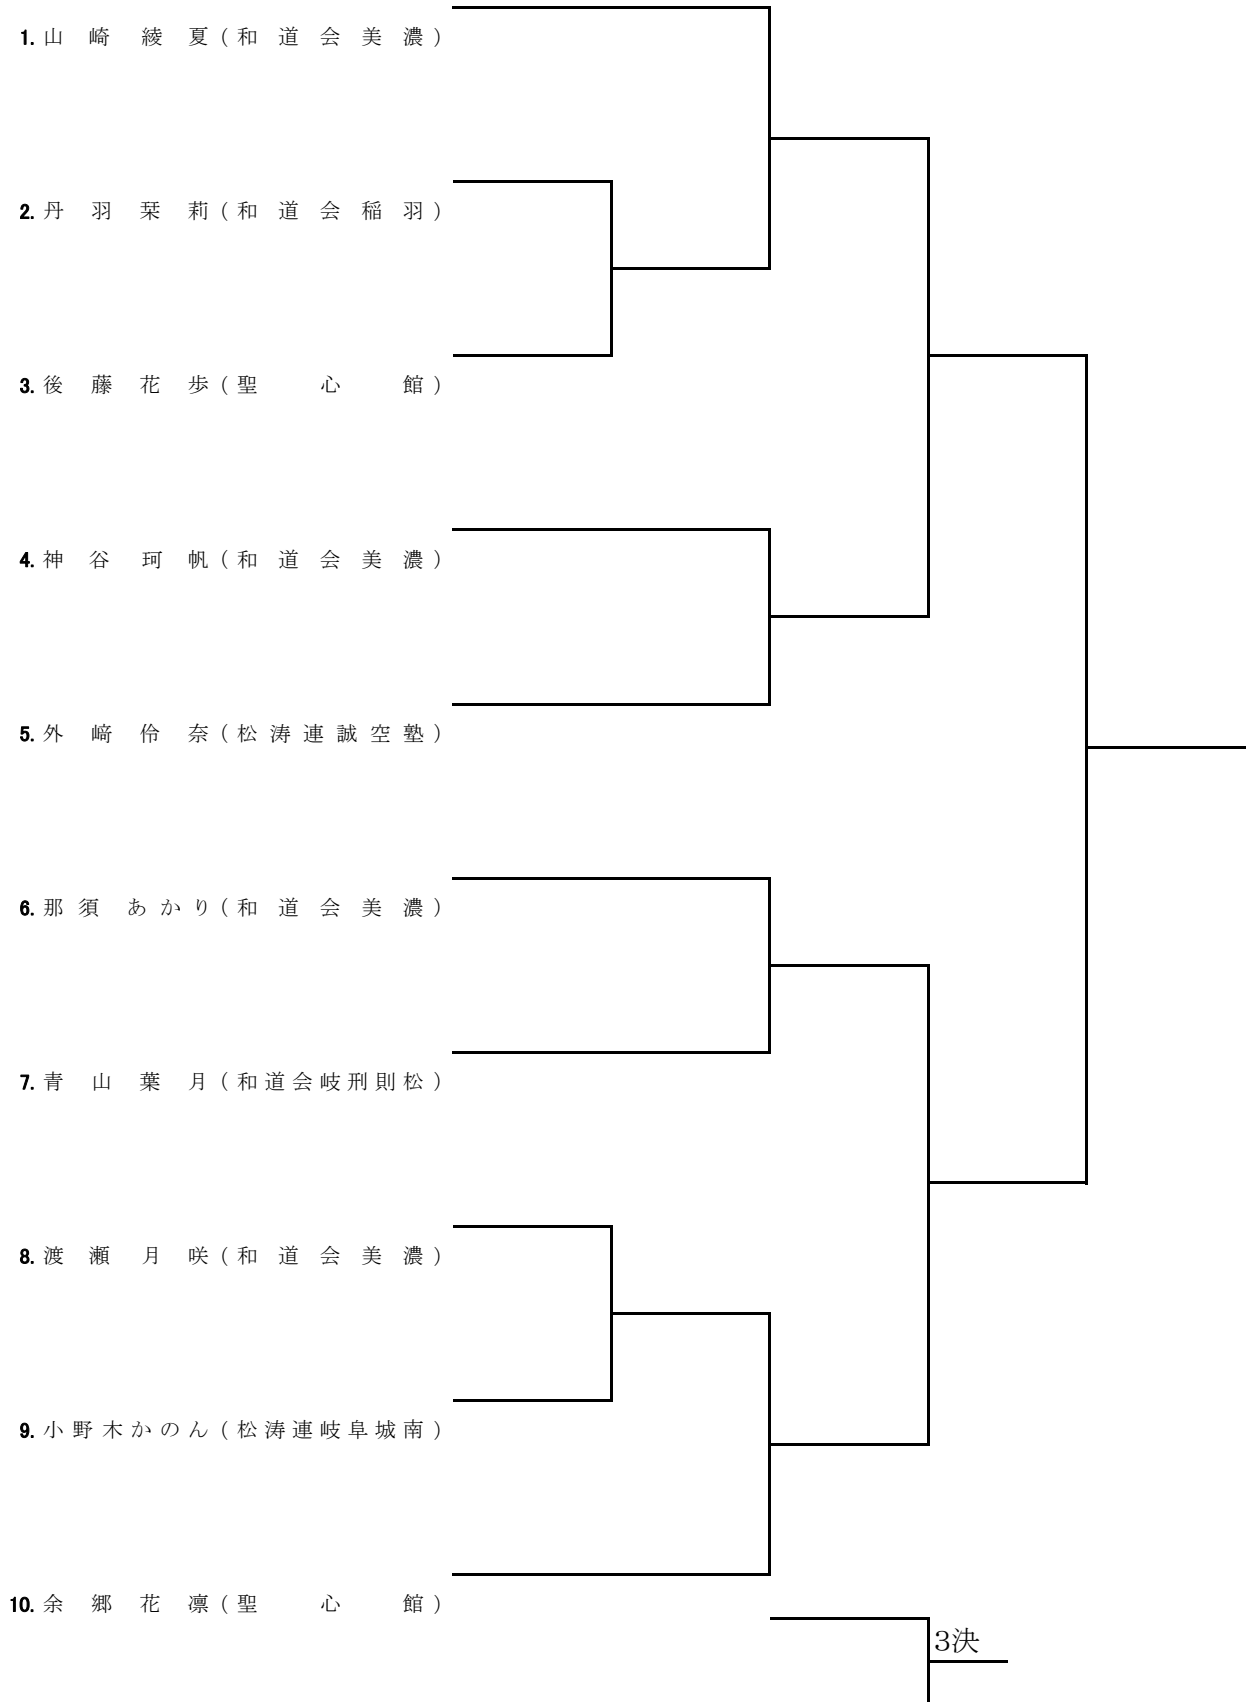 1. 山崎　綾夏(和道会美濃)
2. 丹羽栞莉(和道会稲羽)
3. 後藤花歩(聖心館)
4. 神谷　珂帆(和道会美濃)
5. 外﨑伶奈(松涛連誠空塾)
6. 那須　あかり(和道会美濃)
7. 青山葉月(和道会岐刑則松)
8. 渡瀬　月咲(和道会美濃)
9. 小野木かのん(松涛連岐阜城南)
10. 余郷花凛(聖心館)
3決